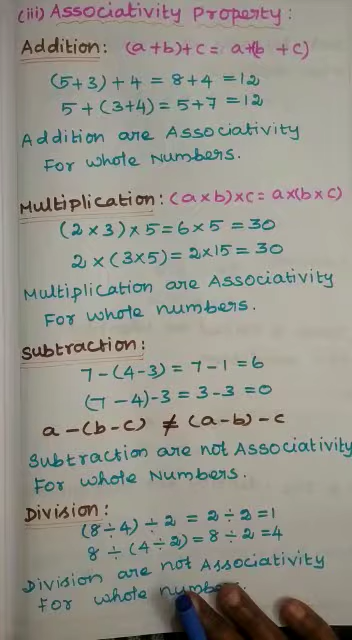 (iii) Associativity Property:
Addition: (a+b)+c= a+(b +c)
(5+3)+4 = 8+4 =12
5+(3+4)=5+7=12
Addition are Associativity
For whole Numbers.
Multiplication: (a×b)×c= a×(b×c)
(2×3)×5=6×5=30
2×(3×5)=2×15=30
Multiplication are Associativity
For whole numbers.
Subtraction:
7-(4-3)=7-1=6
(7-4)-3=3-3=0
a-(b-c) ≠ (a-b)-c
Subtraction are not Associativity
For whole Numbers.
Division:
(8÷4)÷2 = 2÷2=1
8÷(4÷2)=8÷2=4
Division are not Associativity
For whole